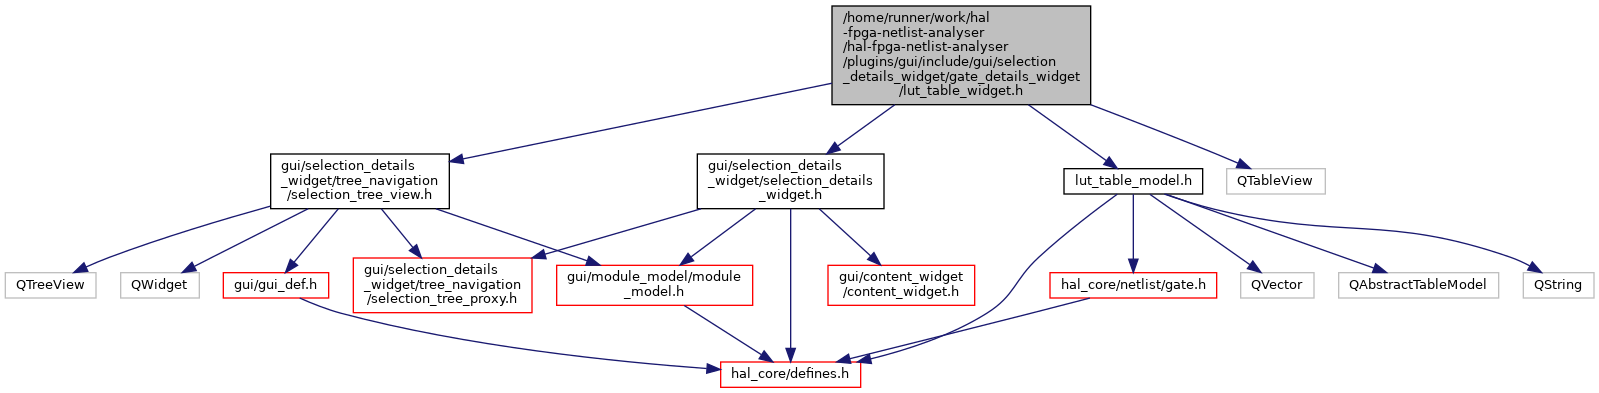 /home/runner/work/hal
-fpga-netlist-analyser
/hal-fpga-netlist-analyser
/plugins/gui/include/gui/selection
_details_widget/gate_details_widget
/lut_table_widget.h
gui/selection_details
_widget/tree_navigation
/selection_tree_view.h
gui/selection_details
_widget/selection_details
_widget.h
lut_table_model.h
QTableView
QTreeView
QWidget
gui/gui_def.h
gui/selection_details
_widget/tree_navigation
/selection_tree_proxy.h
gui/module_model/module
_model.h
gui/content_widget
/content_widget.h
hal_core/netlist/gate.h
QVector
QAbstractTableModel
QString
hal_core/defines.h